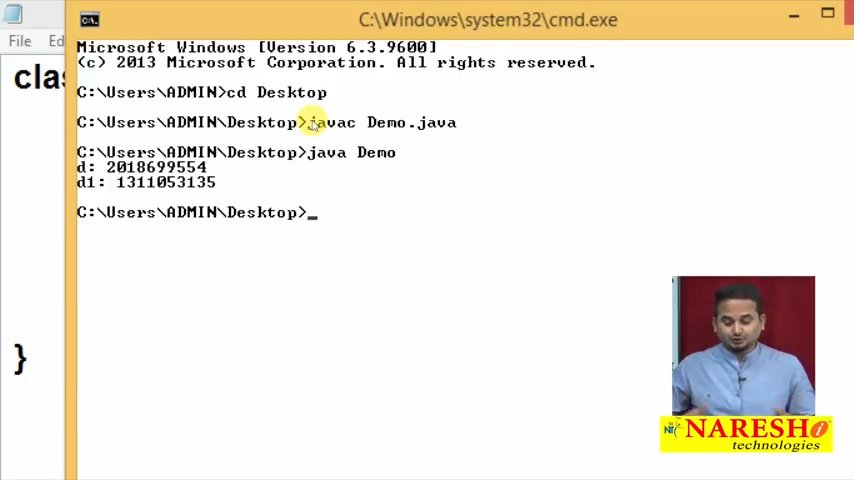 C:\Windows\system32\cmd.exe
File Ed
Microsoft Windows [Version 6.3.9600]
(c) 2013 Microsoft Corporation. All rights reserved.
clas
C:\Users\ADMIN>cd Desktop
C:\Users\ADMIN\Desktop>javac Demo.java
C:\Users\ADMIN\Desktop>java Demo
d: 2018699554
d1: 1311053135
C:\Users\ADMIN\Desktop>_
}
NARESH i
technologies